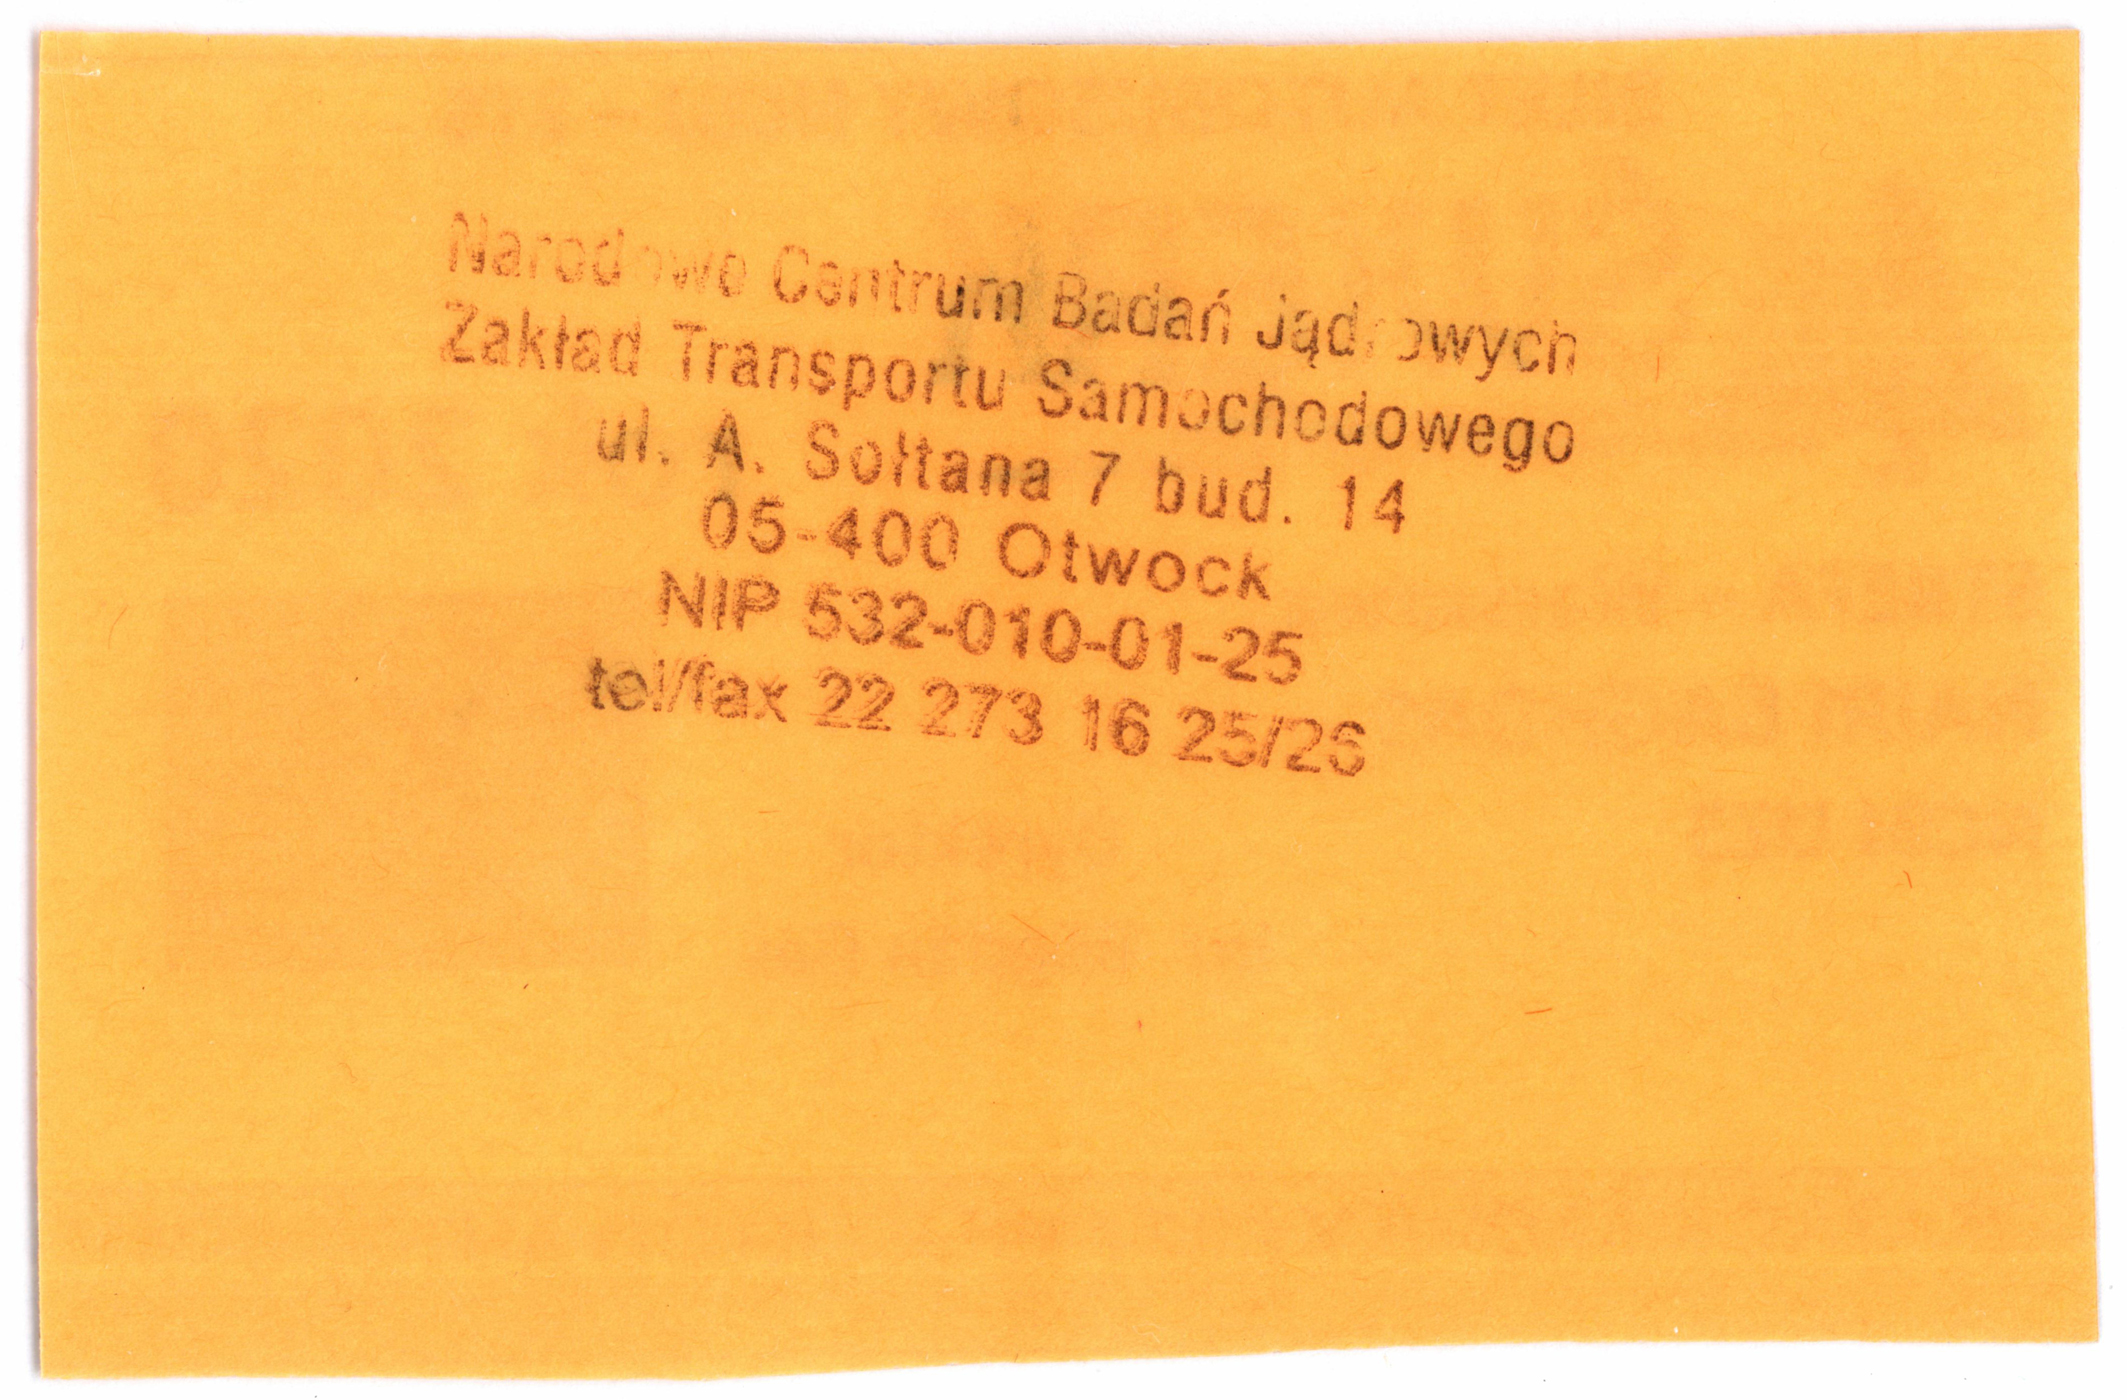 Narodowe Centrum Badań Jądrowych
Zakład Transportu Samochodowego
ul. A. Sołtana 7 bud. 14
05-400 Otwock
NIP 532-010-01-25
tel/fax 22 273 16 25/26